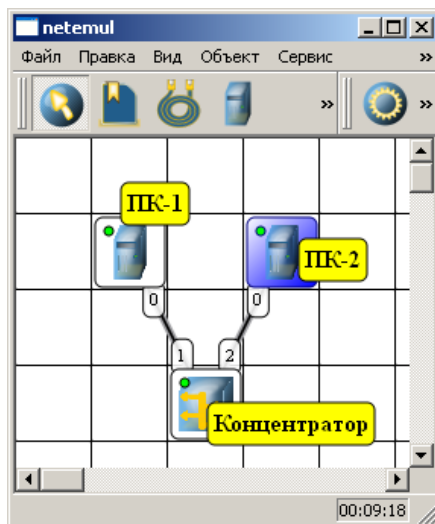 netemul
Файл Правка Вид Объект Сервис »
» »
ПК-1
ПК-2
0 0
1 2
Концентратор
00:09:18